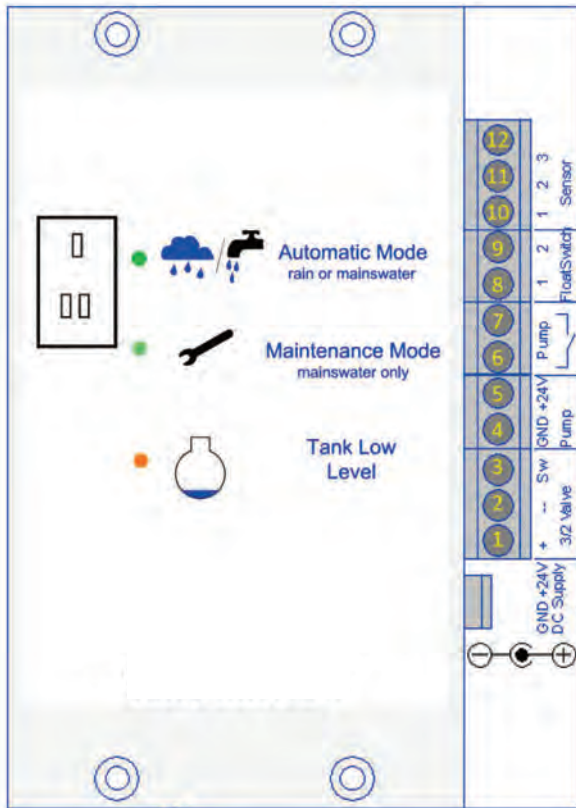 Automatic Mode
rain or mainswater
Maintenance Mode
mainswater only
Tank Low
Level
12
11
10
9
8
7
6
5
4
3
2
1
1 2 3
Sensor
1 2
FloatSwitch
Pump
GND +24V
Pump
+ -- Sw
3/2 Valve
GND +24V
DC Supply
− +